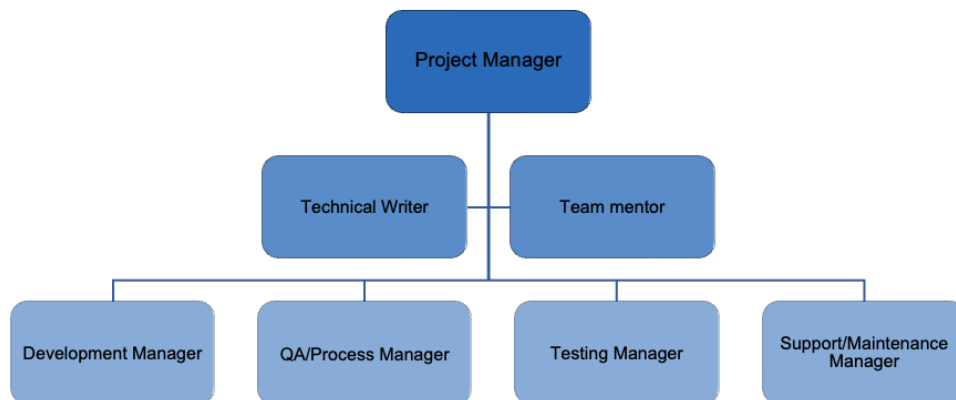 Project Manager
Technical Writer
Team mentor
Development Manager
QA/Process Manager
Testing Manager
Support/Maintenance
Manager